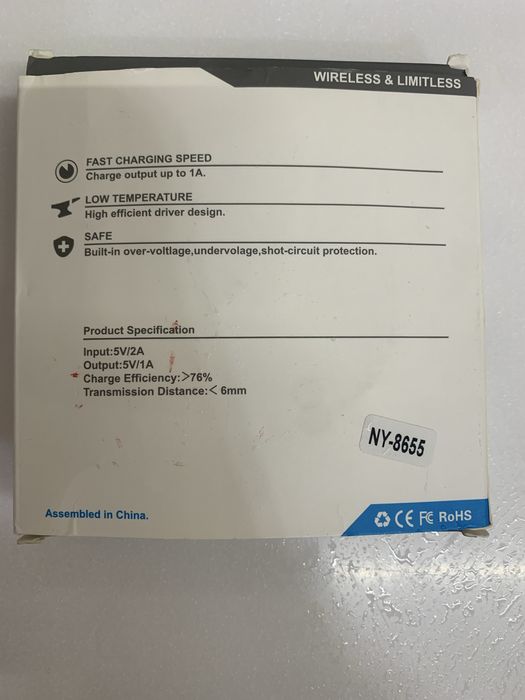 WIRELESS & LIMITLESS
FAST CHARGING SPEED
Charge output up to 1A.
LOW TEMPERATURE
High efficient driver design.
SAFE
Built-in over-voltlage,undervolage,shot-circuit protection.
Product Specification
Input:5V/2A
Output:5V/1A
Charge Efficiency:>76%
Transmission Distance:< 6mm
NY-8655
Assembled in China.
CE FC RoHS